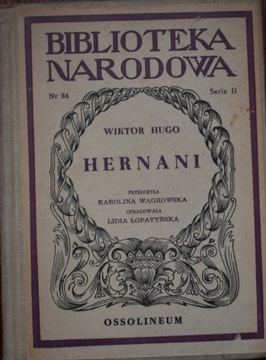 BIBLIOTEKA
NARODOWA
Nr 84 Seria II
WIKTOR HUGO
HERNANI
PRZEŁOŻYŁA
KAROLINA WĄGROWSKA
OPRACOWAŁA
LIDIA ŁOPATYŃSKA
OSSOLINEUM